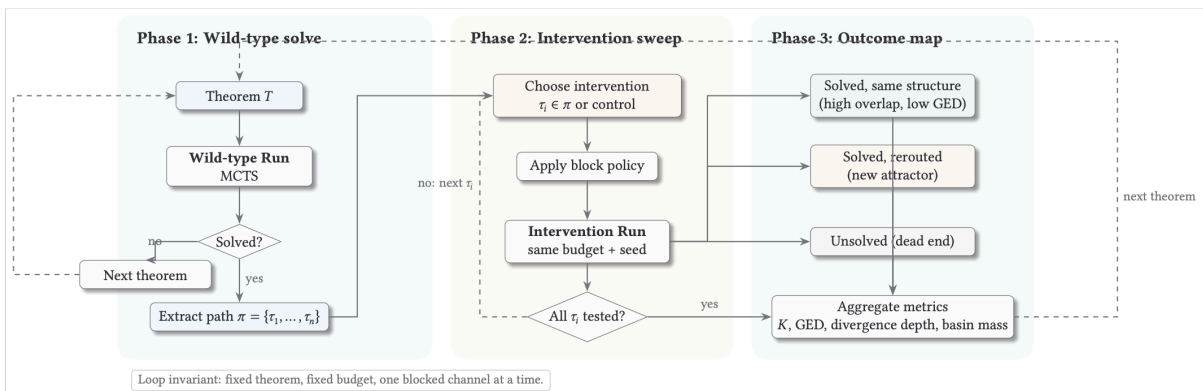 Phase 1: Wild-type solve
Theorem T
Wild-type Run
MCTS
Solved?
no
Next theorem
yes
Extract path π = {τ₁, …, τₙ}
Phase 2: Intervention sweep
Choose intervention
τᵢ ∈ π or control
Apply block policy
no: next τᵢ
Intervention Run
same budget + seed
All τᵢ tested?
yes
Phase 3: Outcome map
Solved, same structure
(high overlap, low GED)
Solved, rerouted
(new attractor)
Unsolved (dead end)
Aggregate metrics
K, GED, divergence depth, basin mass
next theorem
Loop invariant: fixed theorem, fixed budget, one blocked channel at a time.